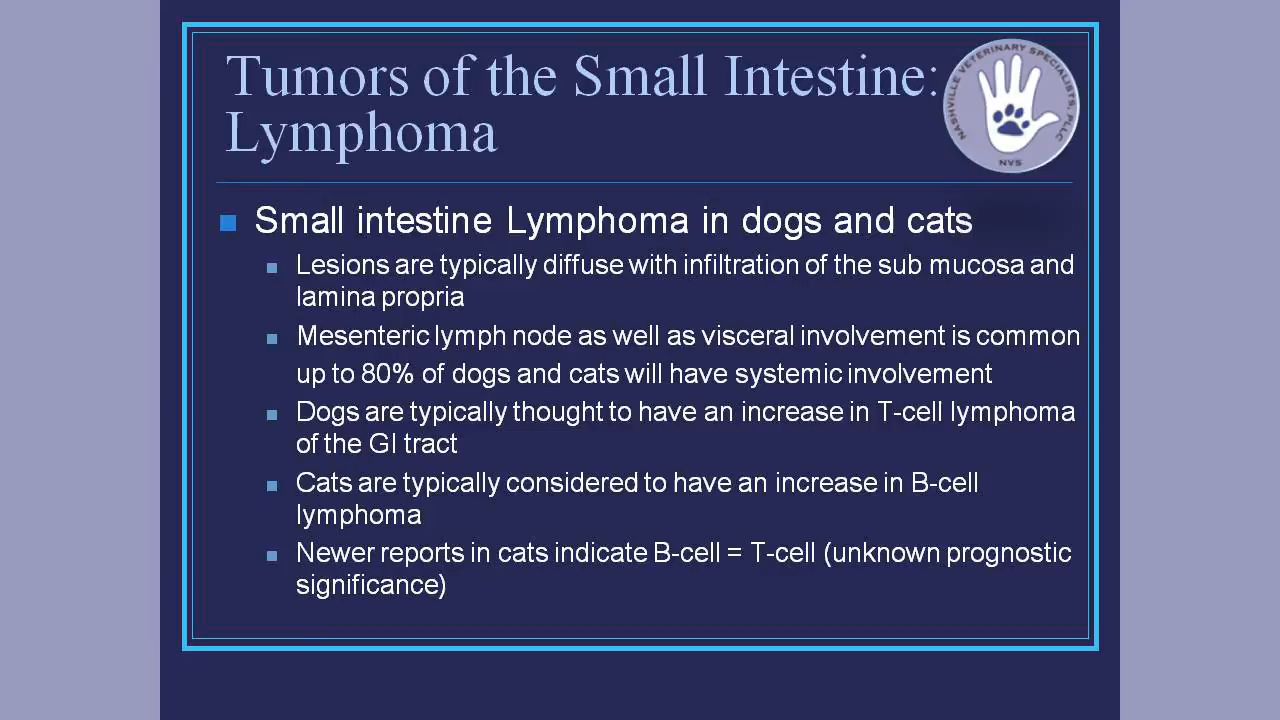 Tumors of the Small Intestine:
Lymphoma
NASHVILLE VETERINARY SPECIALISTS, PLLC
NVS
Small intestine Lymphoma in dogs and cats
Lesions are typically diffuse with infiltration of the sub mucosa and
lamina propria
Mesenteric lymph node as well as visceral involvement is common
up to 80% of dogs and cats will have systemic involvement
Dogs are typically thought to have an increase in T-cell lymphoma
of the GI tract
Cats are typically considered to have an increase in B-cell
lymphoma
Newer reports in cats indicate B-cell = T-cell (unknown prognostic
significance)